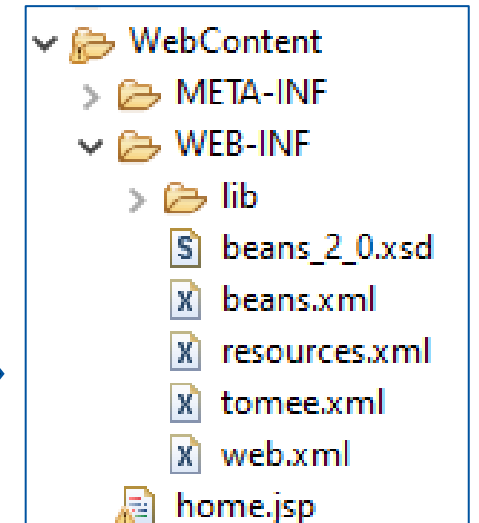 WebContent
META-INF
WEB-INF
lib
beans_2_0.xsd
beans.xml
resources.xml
tomee.xml
web.xml
home.jsp